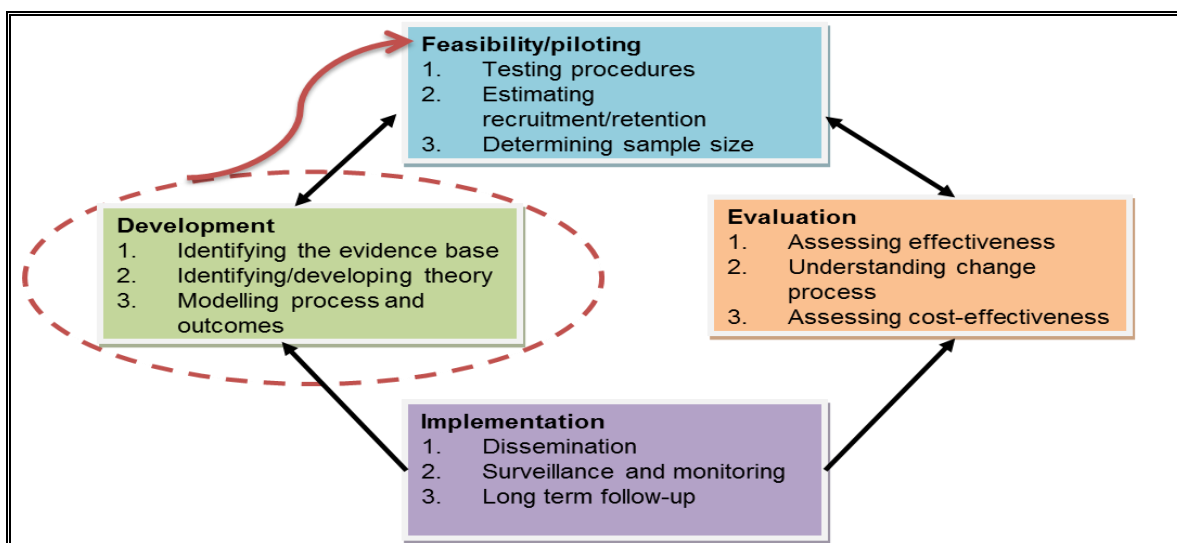 Feasibility/piloting
1. Testing procedures
2. Estimating
recruitment/retention
3. Determining sample size
Development
1. Identifying the evidence base
2. Identifying/developing theory
3. Modelling process and
outcomes
Evaluation
1. Assessing effectiveness
2. Understanding change
process
3. Assessing cost-effectiveness
Implementation
1. Dissemination
2. Surveillance and monitoring
3. Long term follow-up